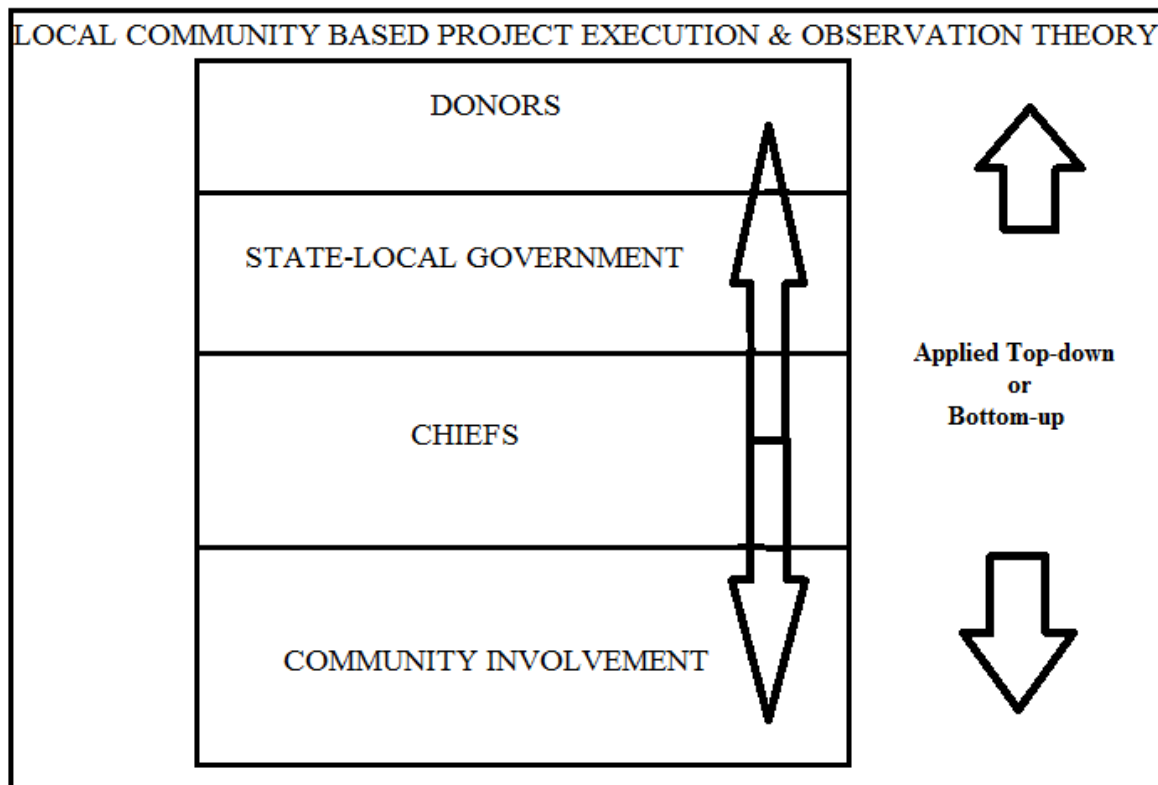 LOCAL COMMUNITY BASED PROJECT EXECUTION & OBSERVATION THEORY
DONORS
STATE-LOCAL GOVERNMENT
Applied Top-down
or
Bottom-up
CHIEFS
COMMUNITY INVOLVEMENT